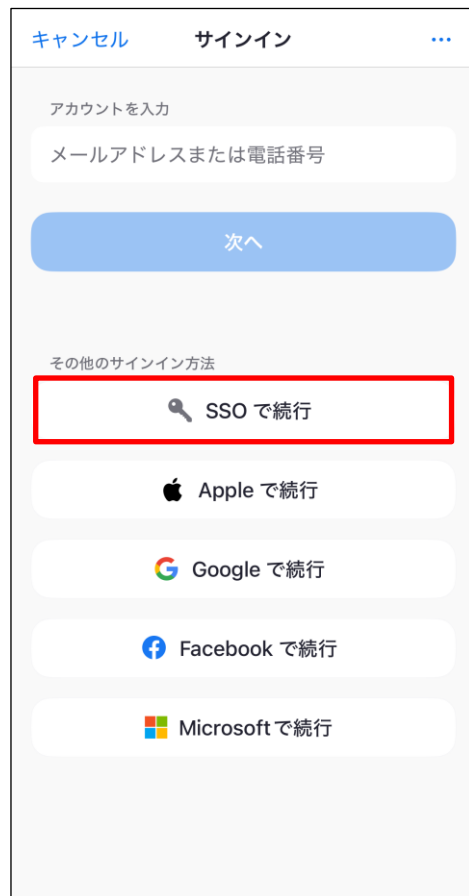 キャンセル サインイン ...
アカウントを入力
メールアドレスまたは電話番号
次へ
その他のサインイン方法
SSO で続行
Apple で続行
Google で続行
Facebook で続行
Microsoftで続行